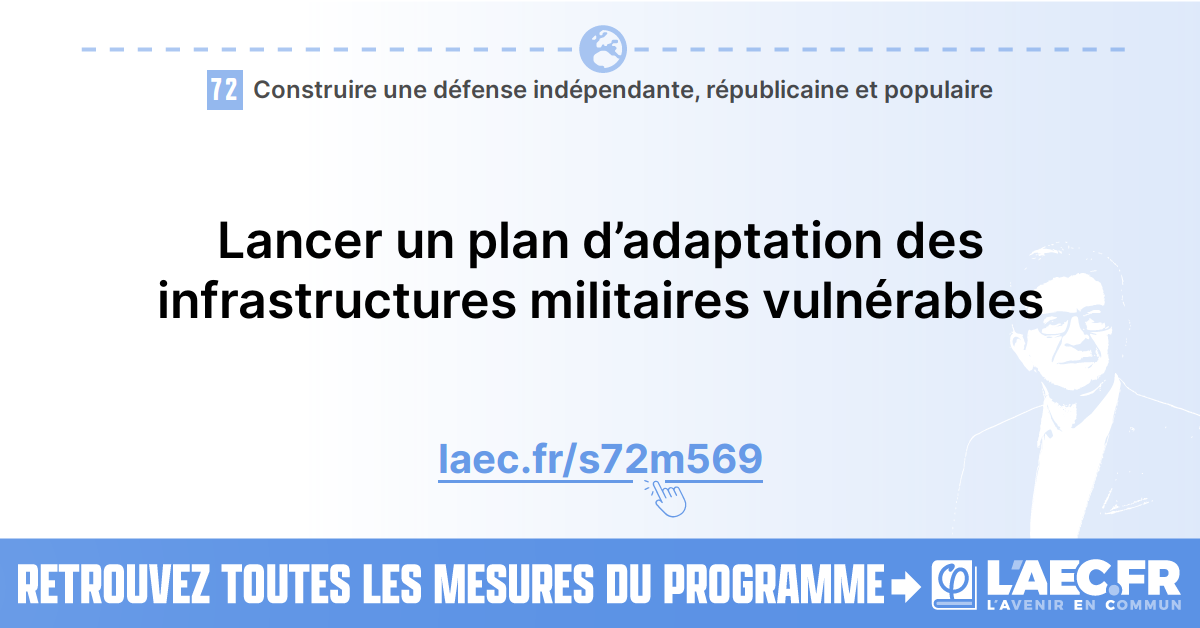 72 Construire une défense indépendante, républicaine et populaire
Lancer un plan d’adaptation des
infrastructures militaires vulnérables
laec.fr/s72m569
RETROUVEZ TOUTES LES MESURES DU PROGRAMME
L'AEC.FR
L'AVENIR EN COMMUN